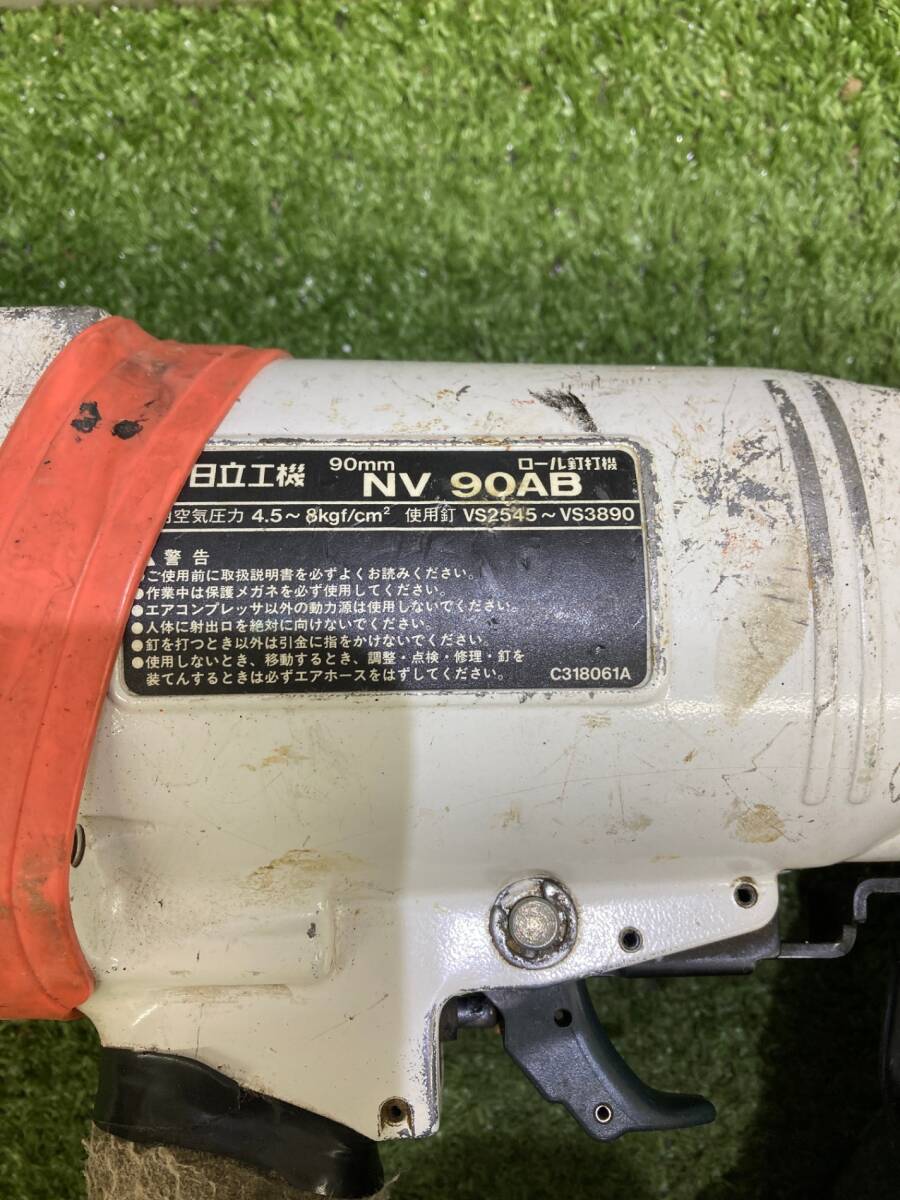 日立工機 90mm NV 90AB ロール釘打機
空気圧力 4.5～8kgf/cm² 使用釘 VS2545～VS3890
警告
●ご使用前に取扱説明書を必ずよくお読みください。
●作業中は保護メガネを必ず使用してください。
●エアコンプレッサ以外の動力源は使用しないでください。
●人体に射出口を絶対に向けないでください。
●釘を打つとき以外は引金に指をかけないでください。
●使用しないとき、移動するとき、調整・点検・修理・釘を
装てんするときは必ずエアホースをはずしてください。
C318061A